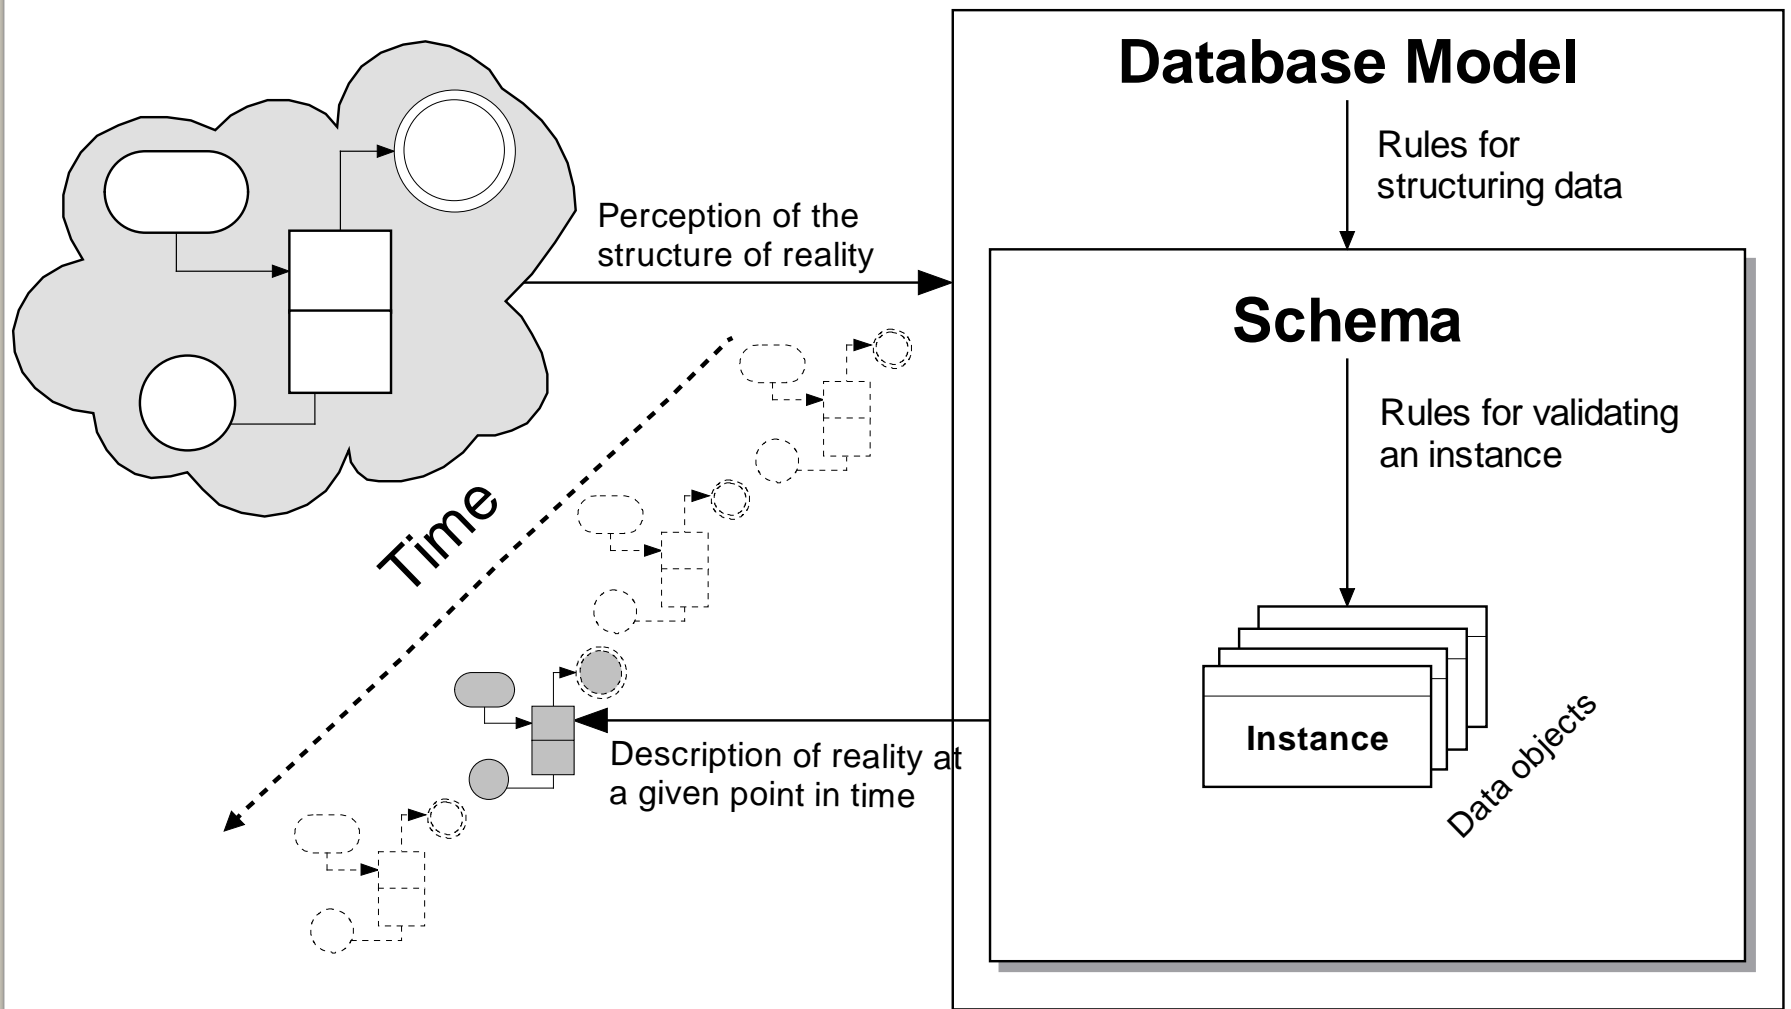 Database Model
Rules for
structuring data
Perception of the
structure of reality
Schema
Rules for validating
an instance
Time
Instance
Data objects
Description of reality at
a given point in time